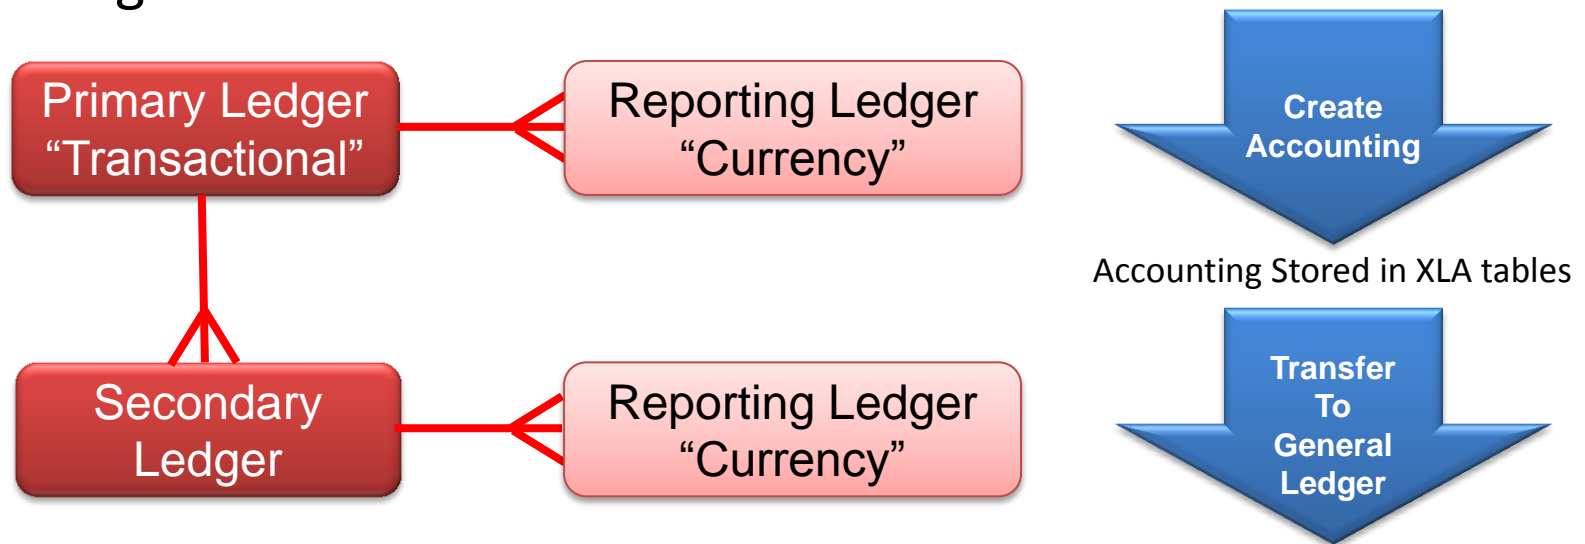 Primary Ledger
“Transactional”
Reporting Ledger
“Currency”
Secondary
Ledger
Reporting Ledger
“Currency”
Create
Accounting
Accounting Stored in XLA tables
Transfer
To
General
Ledger